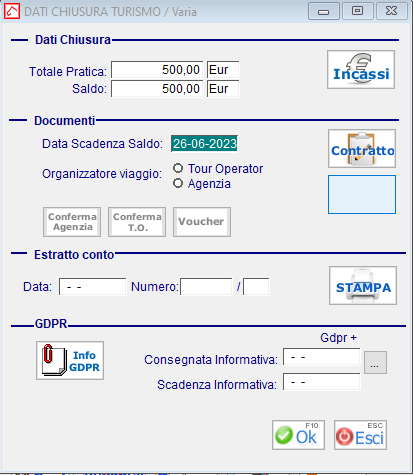 DATI CHIUSURA TURISMO / Varia
Dati Chiusura
Totale Pratica: 500,00 Eur
Saldo: 500,00 Eur
Incassi
Documenti
Data Scadenza Saldo: 26-06-2023
Contratto
Organizzatore viaggio: Tour Operator
Agenzia
Conferma Agenzia
Conferma T.O.
Voucher
Estratto conto
Data: - - Numero: /
STAMPA
GDPR
Gdpr +
Info GDPR
Consegnata Informativa: - - ...
Scadenza Informativa: - -
F10 Ok
ESC Esci